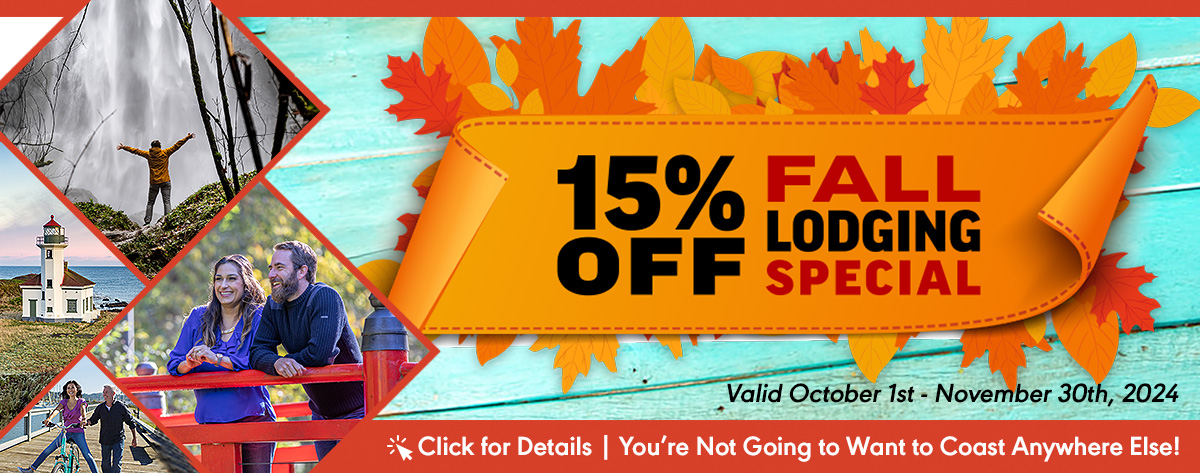 15%
OFF
FALL
LODGING
SPECIAL
Valid October 1st - November 30th, 2024
Click for Details | You're Not Going to Want to Coast Anywhere Else!